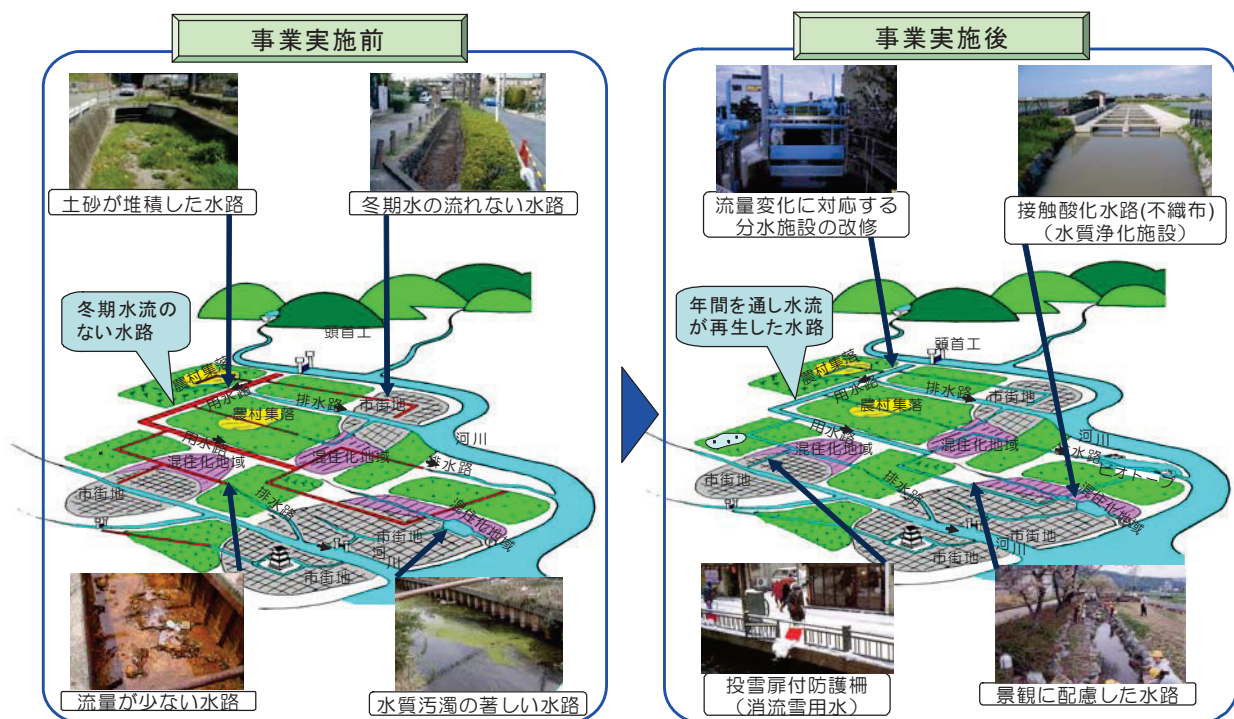 事業実施前
土砂が堆積した水路
冬期水の流れない水路
冬期水流の
ない水路
頭首工
農村集落
用水路
排水路
市街地
農村集落
河川
用水路
混住化地域
混住化地域
排水路
市街地
排水路
混住化地域
市街地
河川
市街地
流量が少ない水路
水質汚濁の著しい水路
事業実施後
流量変化に対応する
分水施設の改修
接触酸化水路(不織布)
(水質浄化施設)
年間を通し水流
が再生した水路
頭首工
農村集落
用水路
排水路
市街地
農村集落
河川
用水路
混住化地域
混住化地域
水路
ビオトープ
市街地
排水路
混住化地域
市街地
河川
市街地
投雪扉付防護柵
(消流雪用水)
景観に配慮した水路